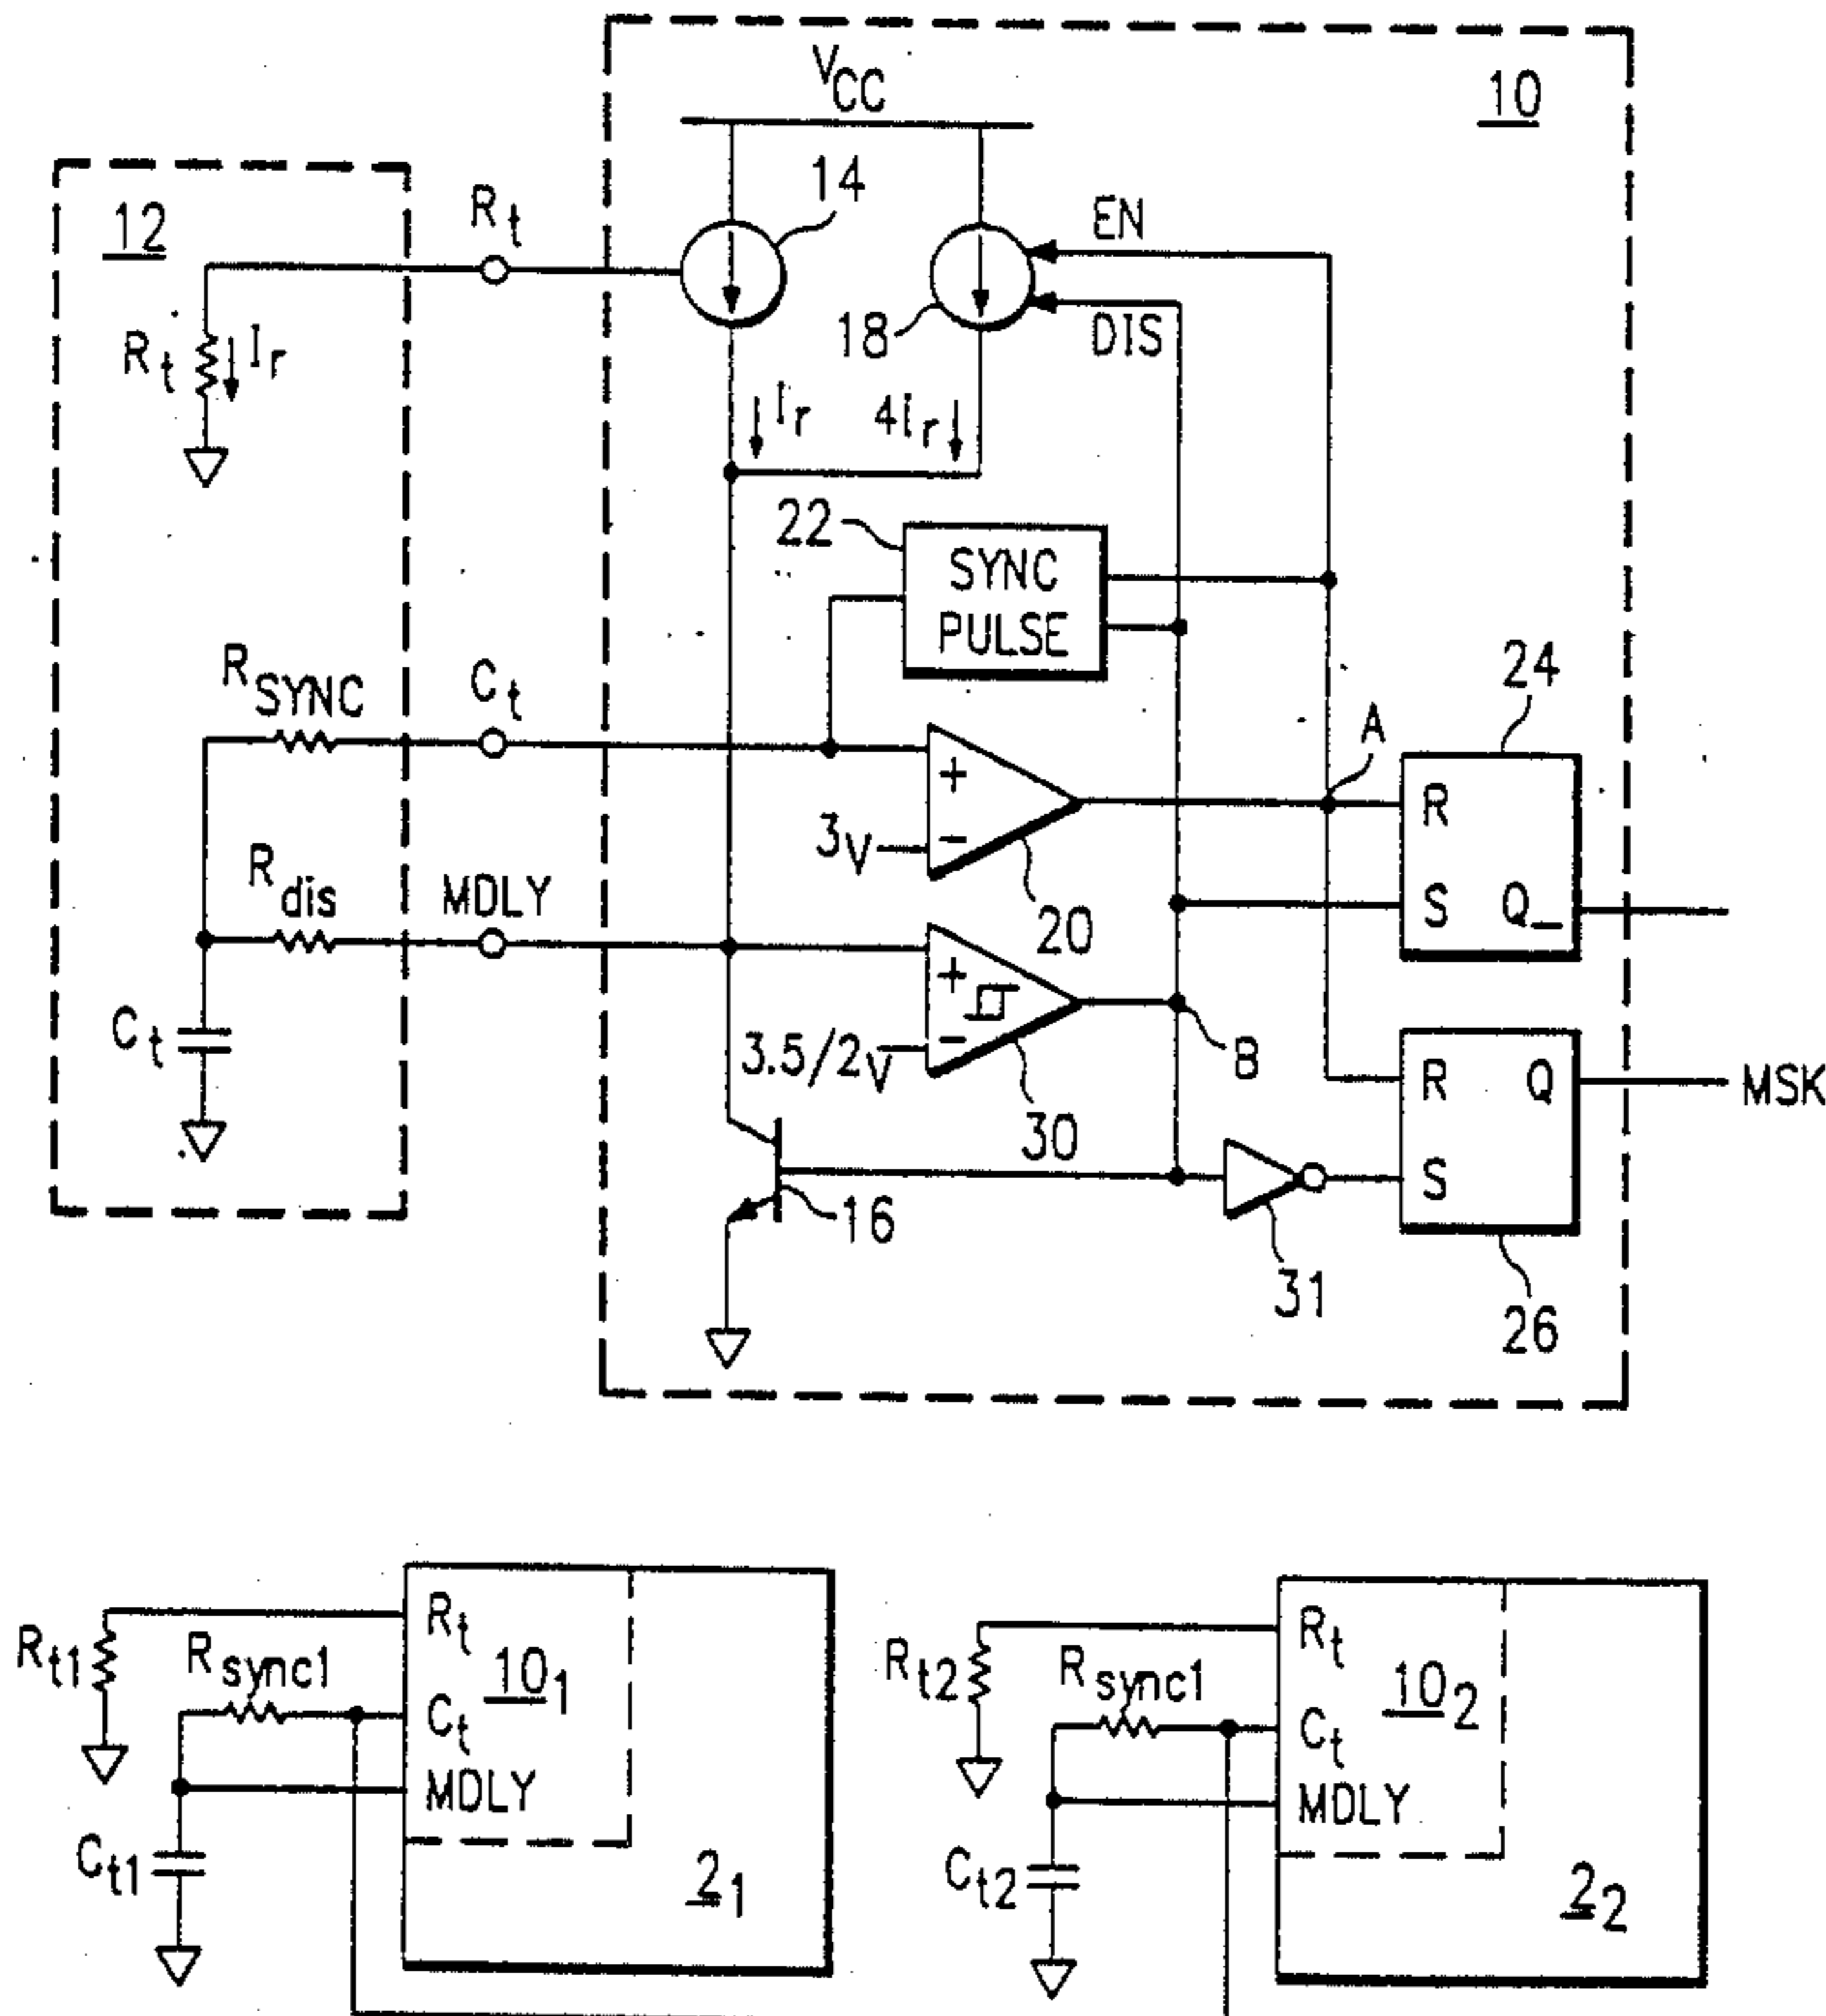 V_CC
10
14
12
R_t
EN
R_t
I_r
18
DIS
I_r
4I_r
22
SYNC
PULSE
R_SYNC
C_t
24
A
R
+
3V
−
R_dis
MDLY
S
Q_
20
+
C_t
−
3.5/2V
B
R
Q
MSK
30
S
16
31
26
R_t
R_t
R_t1
R_sync1
10_1
R_t2
R_sync1
10_2
C_t
C_t
MDLY
MDLY
C_t1
2_1
C_t2
2_2